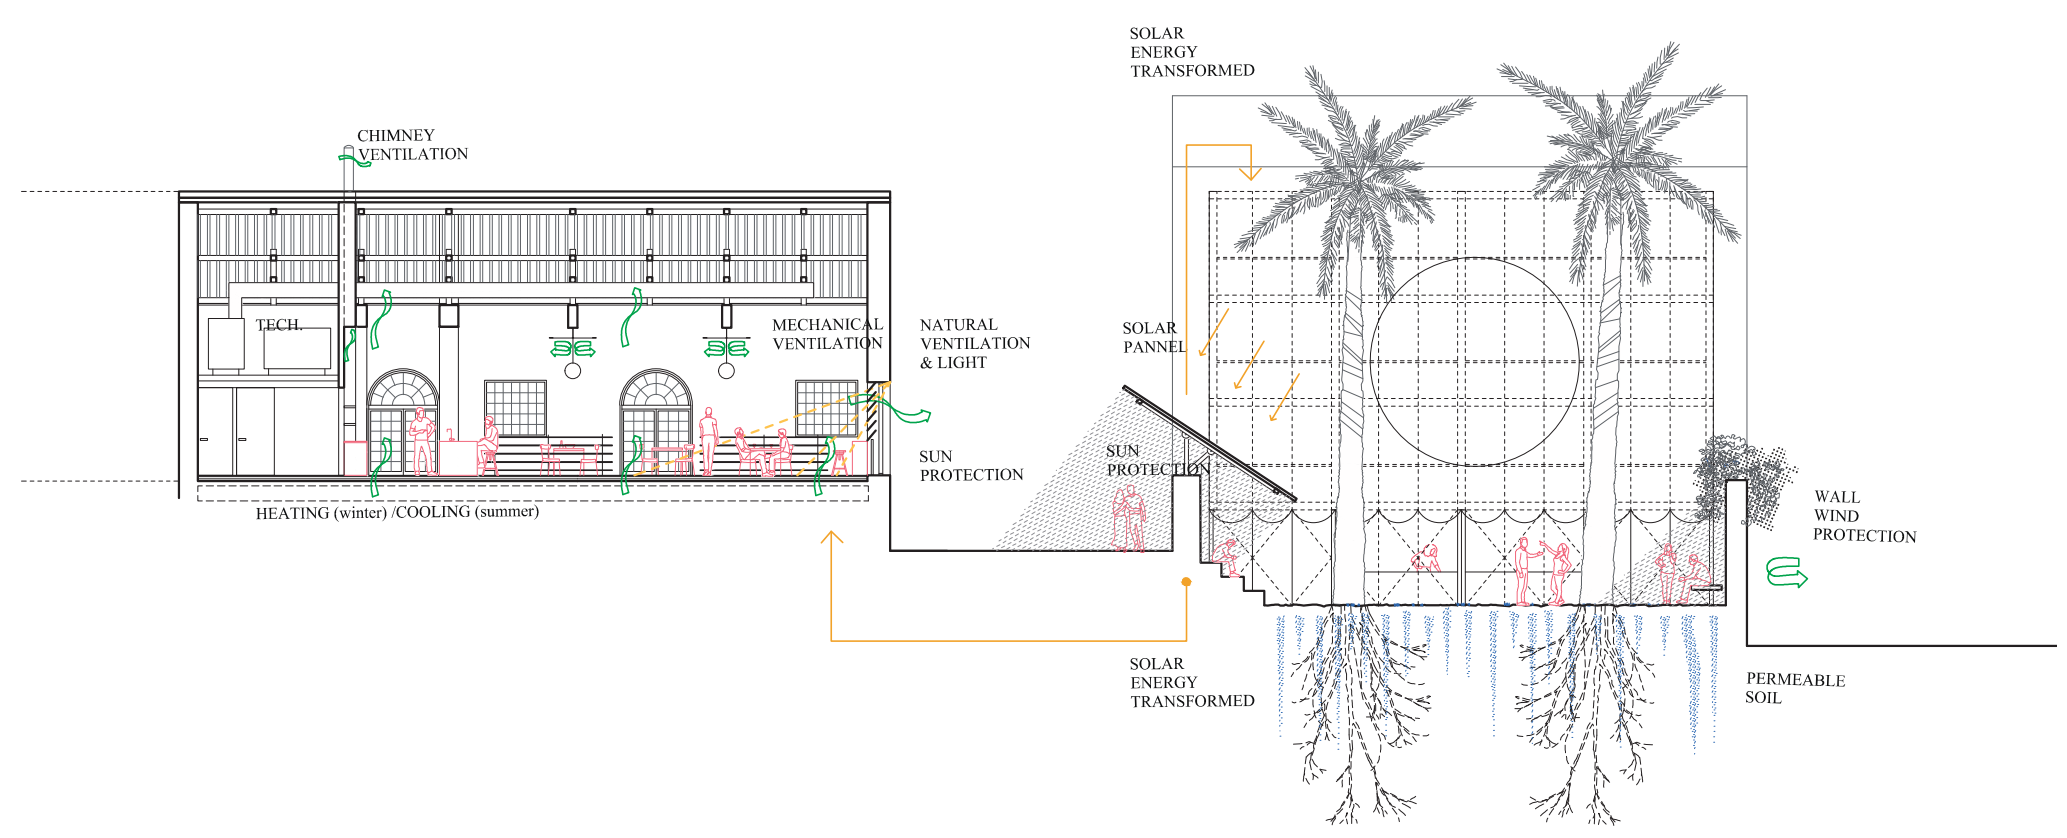 SOLAR
ENERGY
TRANSFORMED
CHIMNEY
VENTILATION
TECH.
MECHANICAL
VENTILATION
NATURAL
VENTILATION
& LIGHT
SOLAR
PANNEL
SUN
PROTECTION
SUN
PROTECTION
HEATING (winter) /COOLING (summer)
WALL
WIND
PROTECTION
SOLAR
ENERGY
TRANSFORMED
PERMEABLE
SOIL